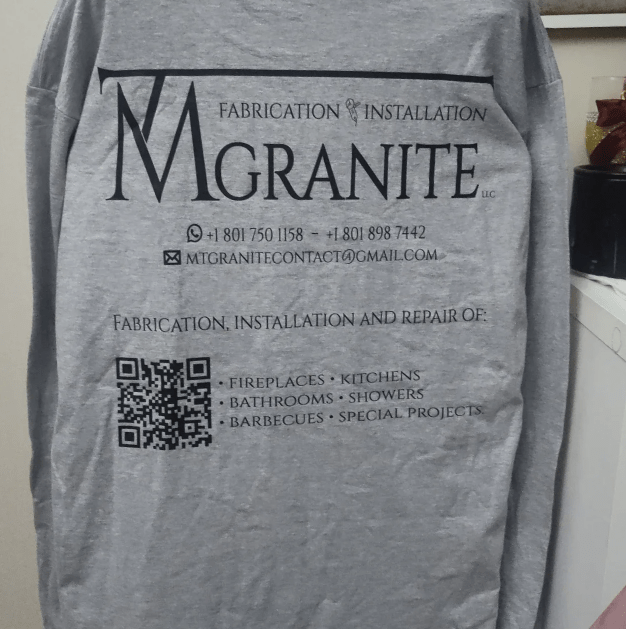 FABRICATION & INSTALLATION
MGRANITE LLC
+1 801 750 1158 - +1 801 898 7442
MTGRANITECONTACT@GMAIL.COM
FABRICATION, INSTALLATION AND REPAIR OF:
• FIREPLACES • KITCHENS
• BATHROOMS • SHOWERS
• BARBECUES • SPECIAL PROJECTS.